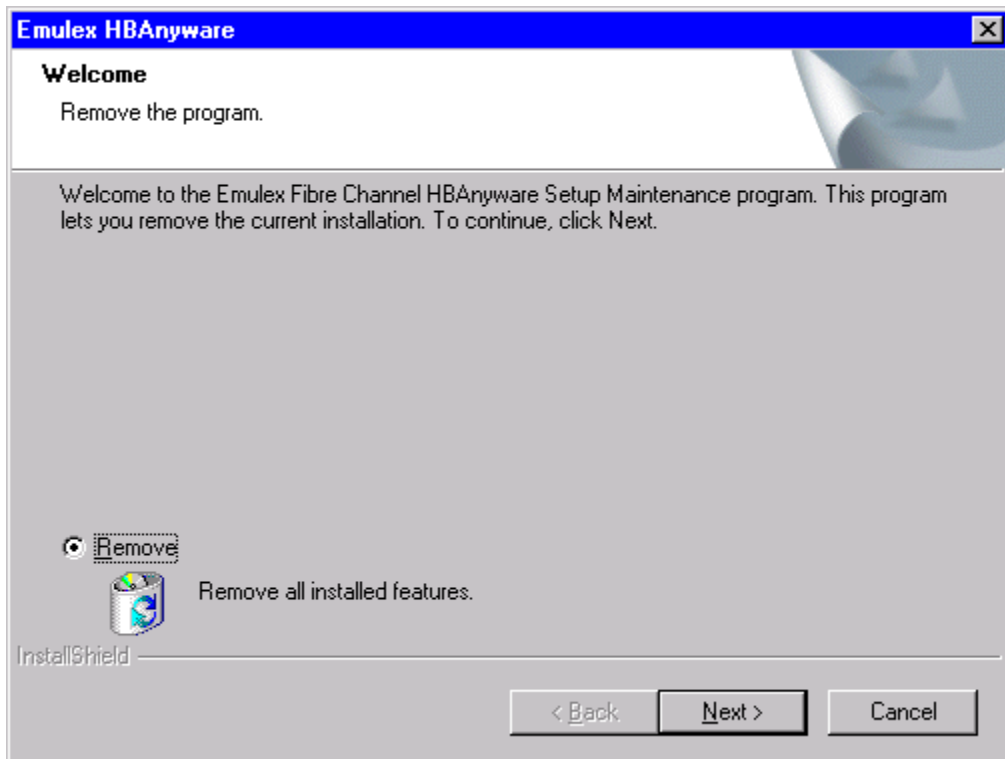 Emulex HBAnyware
Welcome
Remove the program.
Welcome to the Emulex Fibre Channel HBAnyware Setup Maintenance program. This program
lets you remove the current installation. To continue, click Next.
Remove
Remove all installed features.
InstallShield
< Back Next > Cancel